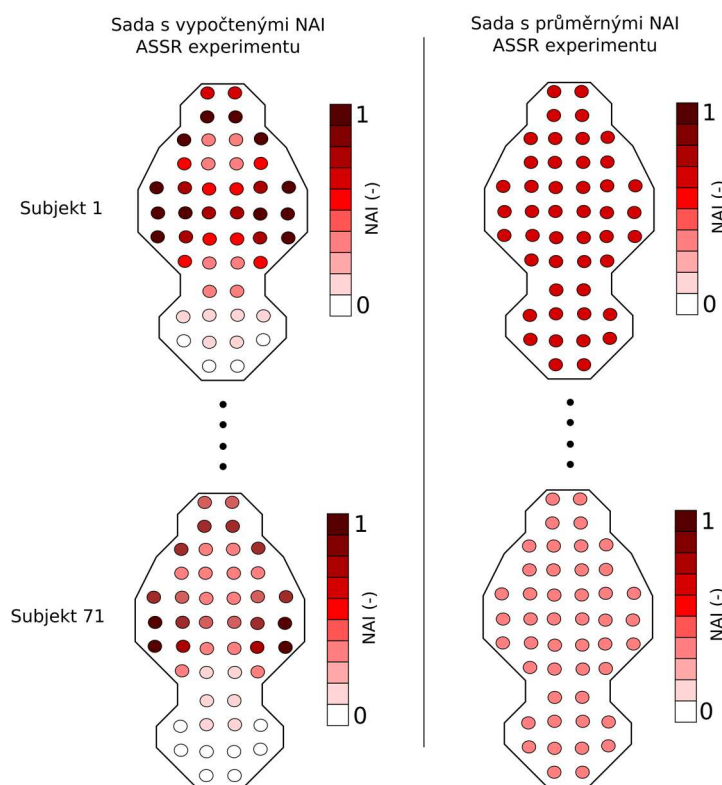 Sada s vypočtenými NAI
ASSR experimentu
Sada s průměrnými NAI
ASSR experimentu
Subjekt 1
1
NAI (-)
0
1
NAI (-)
0
Subjekt 71
1
NAI (-)
0
1
NAI (-)
0